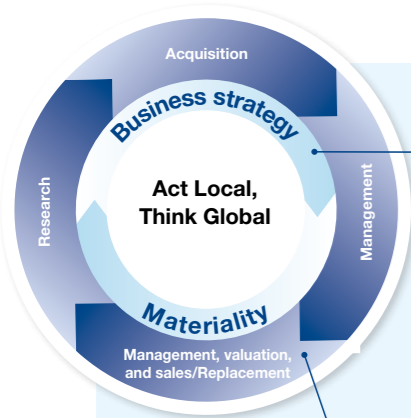 Acquisition
Business strategy
Act Local,
Think Global
Research
Management
Materiality
Management, valuation,
and sales/Replacement